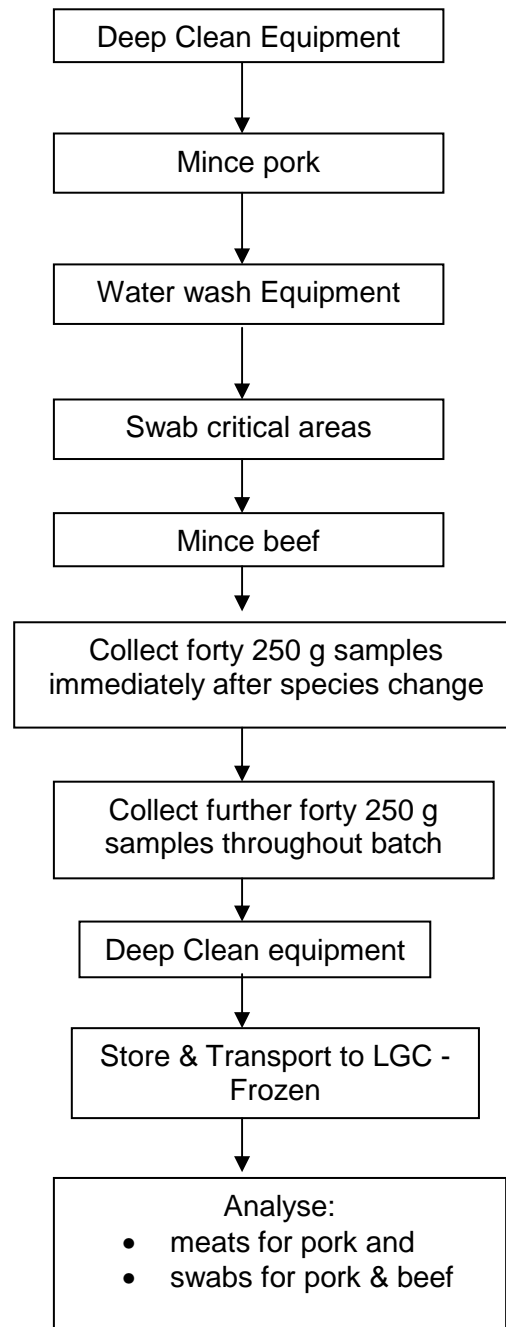 Deep Clean Equipment
Mince pork
Water wash Equipment
Swab critical areas
Mince beef
Collect forty 250 g samples
immediately after species change
Collect further forty 250 g
samples throughout batch
Deep Clean equipment
Store & Transport to LGC -
Frozen
Analyse:
• meats for pork and
• swabs for pork & beef